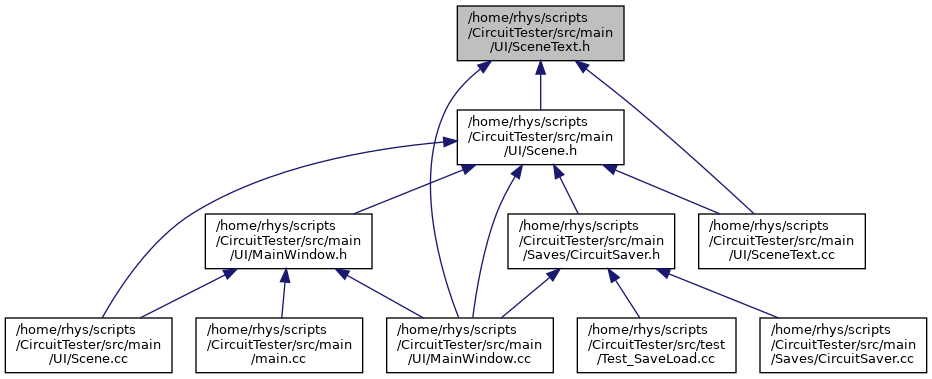 /home/rhys/scripts
/CircuitTester/src/main
/UI/SceneText.h
/home/rhys/scripts
/CircuitTester/src/main
/UI/Scene.h
/home/rhys/scripts
/CircuitTester/src/main
/UI/MainWindow.h
/home/rhys/scripts
/CircuitTester/src/main
/Saves/CircuitSaver.h
/home/rhys/scripts
/CircuitTester/src/main
/UI/SceneText.cc
/home/rhys/scripts
/CircuitTester/src/main
/UI/Scene.cc
/home/rhys/scripts
/CircuitTester/src/main
/main.cc
/home/rhys/scripts
/CircuitTester/src/main
/UI/MainWindow.cc
/home/rhys/scripts
/CircuitTester/src/test
/Test_SaveLoad.cc
/home/rhys/scripts
/CircuitTester/src/main
/Saves/CircuitSaver.cc